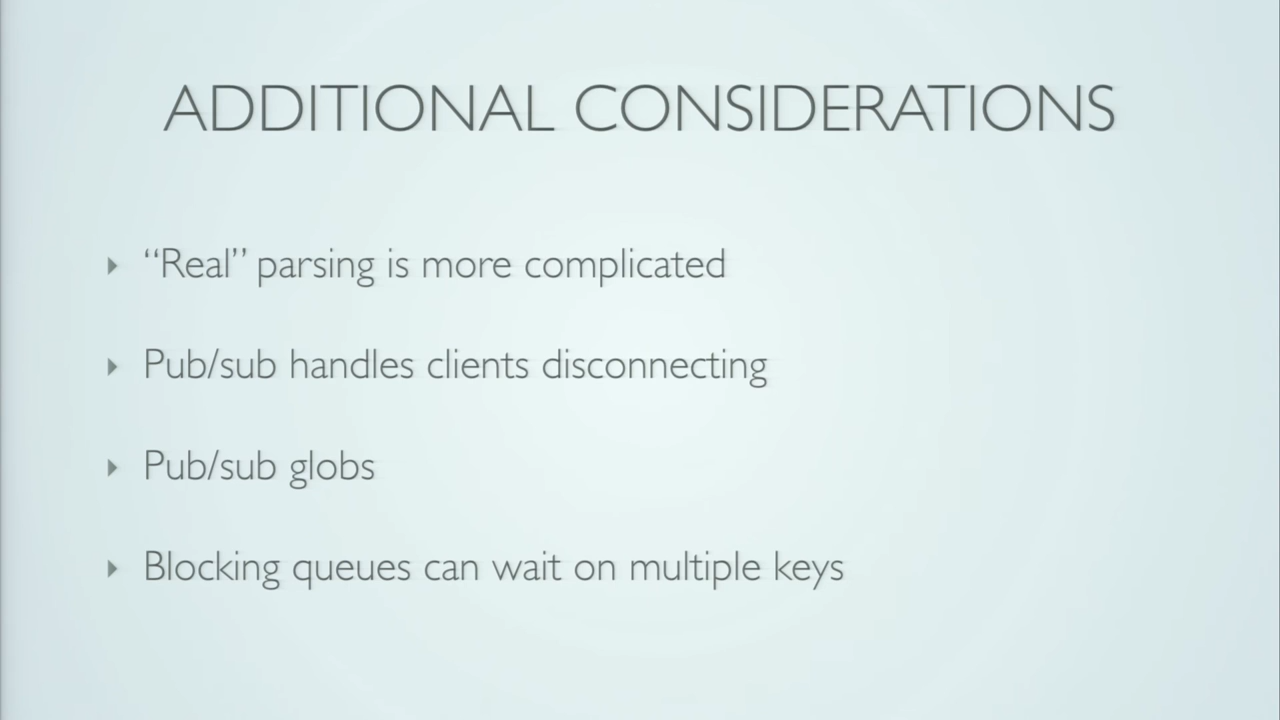 ADDITIONAL CONSIDERATIONS
“Real” parsing is more complicated
Pub/sub handles clients disconnecting
Pub/sub globs
Blocking queues can wait on multiple keys